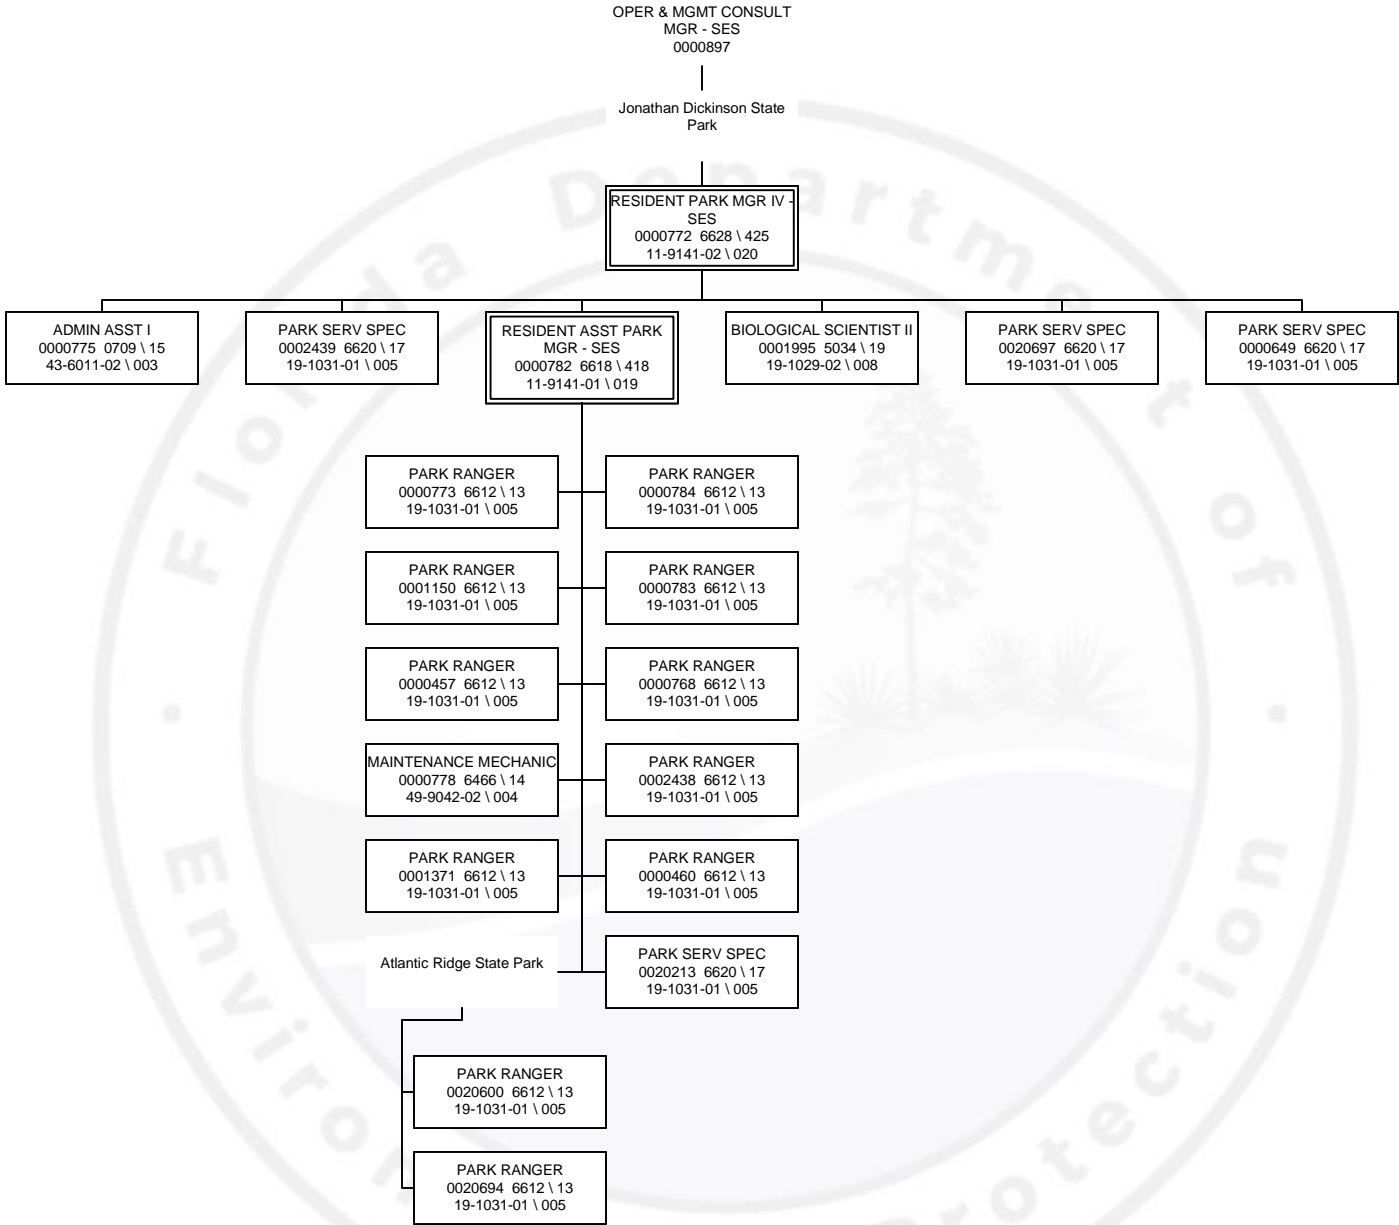 OPER & MGMT CONSULT
MGR - SES
0000897
Jonathan Dickinson State
Park
RESIDENT PARK MGR IV -
SES
0000772 6628 \ 425
11-9141-02 \ 020
ADMIN ASST I
0000775 0709 \ 15
43-6011-02 \ 003
PARK SERV SPEC
0002439 6620 \ 17
19-1031-01 \ 005
RESIDENT ASST PARK
MGR - SES
0000782 6618 \ 418
11-9141-01 \ 019
BIOLOGICAL SCIENTIST II
0001995 5034 \ 19
19-1029-02 \ 008
PARK SERV SPEC
0020697 6620 \ 17
19-1031-01 \ 005
PARK SERV SPEC
0000649 6620 \ 17
19-1031-01 \ 005
PARK RANGER
0000773 6612 \ 13
19-1031-01 \ 005
PARK RANGER
0000784 6612 \ 13
19-1031-01 \ 005
PARK RANGER
0001150 6612 \ 13
19-1031-01 \ 005
PARK RANGER
0000783 6612 \ 13
19-1031-01 \ 005
PARK RANGER
0000457 6612 \ 13
19-1031-01 \ 005
PARK RANGER
0000768 6612 \ 13
19-1031-01 \ 005
MAINTENANCE MECHANIC
0000778 6466 \ 14
49-9042-02 \ 004
PARK RANGER
0002438 6612 \ 13
19-1031-01 \ 005
PARK RANGER
0001371 6612 \ 13
19-1031-01 \ 005
PARK RANGER
0000460 6612 \ 13
19-1031-01 \ 005
Atlantic Ridge State Park
PARK SERV SPEC
0020213 6620 \ 17
19-1031-01 \ 005
PARK RANGER
0020600 6612 \ 13
19-1031-01 \ 005
PARK RANGER
0020694 6612 \ 13
19-1031-01 \ 005
Florida Department of